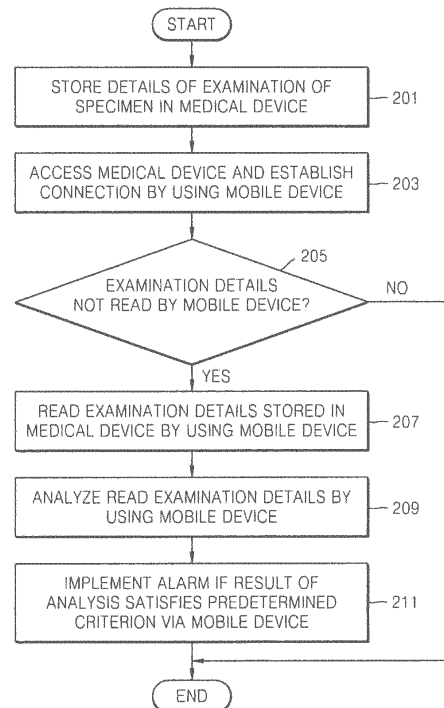 START
STORE DETAILS OF EXAMINATION OF
SPECIMEN IN MEDICAL DEVICE
201
ACCESS MEDICAL DEVICE AND ESTABLISH
CONNECTION BY USING MOBILE DEVICE
203
205
EXAMINATION DETAILS
NOT READ BY MOBILE DEVICE?
NO
YES
READ EXAMINATION DETAILS STORED IN
MEDICAL DEVICE BY USING MOBILE DEVICE
207
ANALYZE READ EXAMINATION DETAILS BY
USING MOBILE DEVICE
209
IMPLEMENT ALARM IF RESULT OF
ANALYSIS SATISFIES PREDETERMINED
CRITERION VIA MOBILE DEVICE
211
END